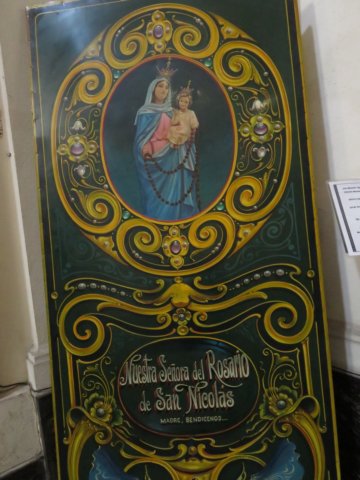 Nuestra Señora del Rosario
de San Nicolás
MADRE, BENDICENOS...